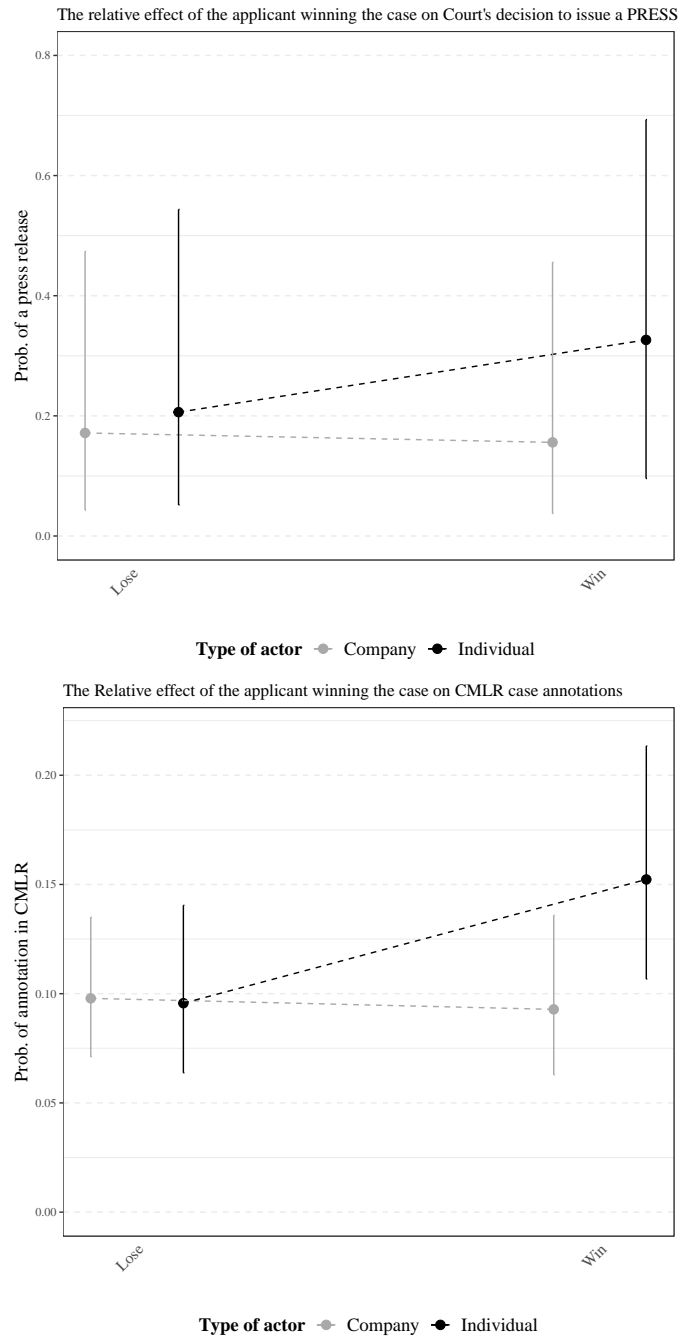 The relative effect of the applicant winning the case on Court's decision to issue a PRESS
0.8
0.6
0.4
0.2
0.0
Prob. of a press release
Lose Win
Type of actor Company Individual
The Relative effect of the applicant winning the case on CMLR case annotations
0.20
0.15
0.10
0.05
0.00
Prob. of annotation in CMLR
Lose Win
Type of actor Company Individual